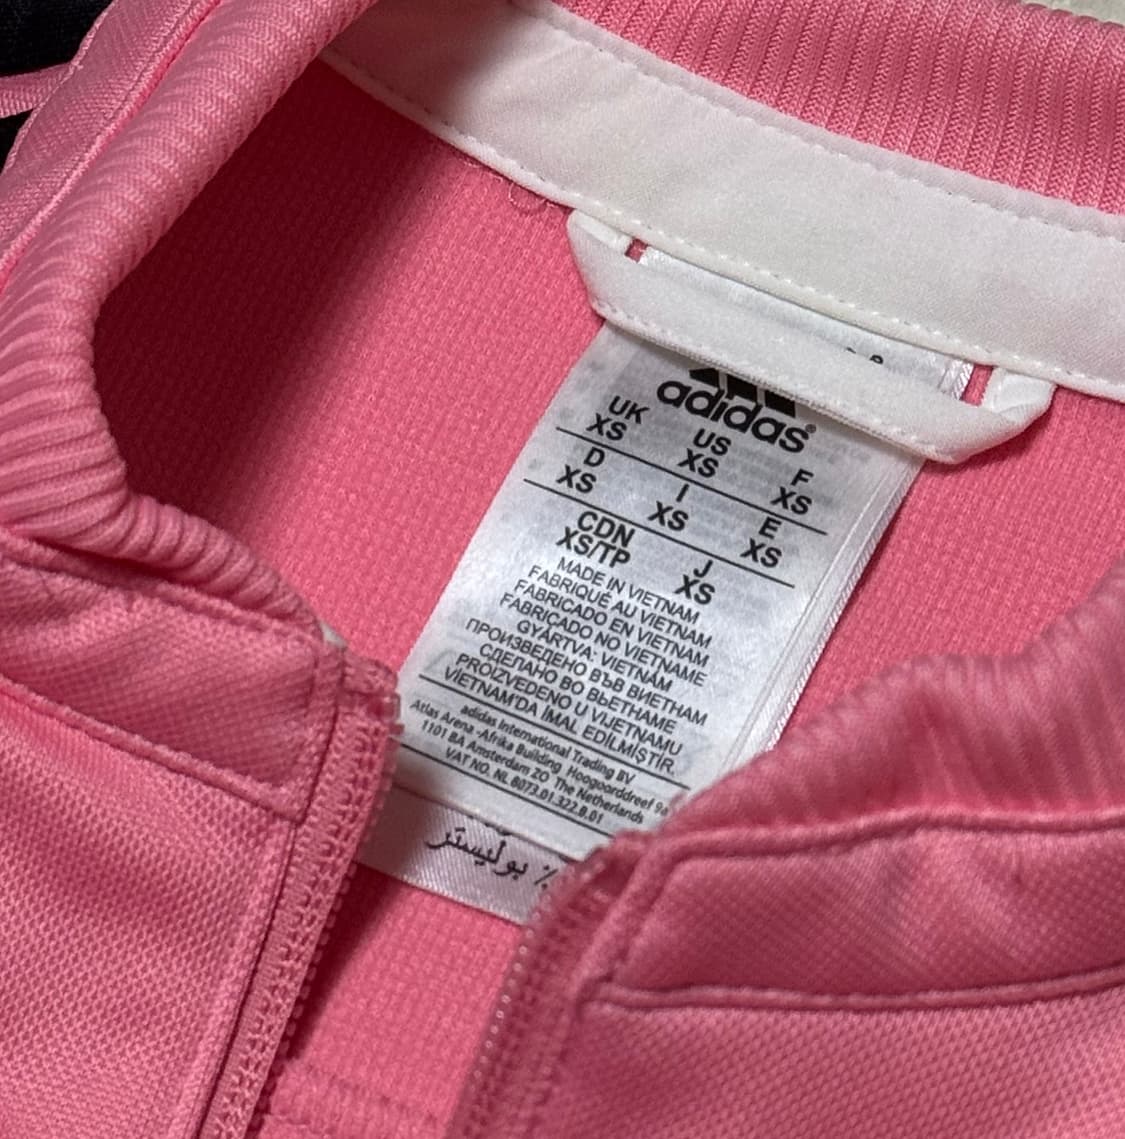 adidas®
UK US F
XS XS XS
D I E
XS XS XS
CDN J
XS/TP XS
MADE IN VIETNAM
FABRIQUÉ AU VIETNAM
FABRICADO EN VIETNAM
FABRICADO NO VIETNAME
GYÁRTVA: VIETNÁM
ПРОИЗВЕДЕНО ВЪВ ВИЕТНАМ
СДЕЛАНО ВО ВЬЕТНАМЕ
PROIZVEDENO U VIJETNAMU
VIETNAM'DA İMAL EDİLMİŞTİR.
adidas International Trading BV
Atlas Arena -Afrika Building Hoogoorddreef 9a
1101 BA Amsterdam ZO The Netherlands
VAT NO. NL 8073.01.322.B.01
٪ بوليستر